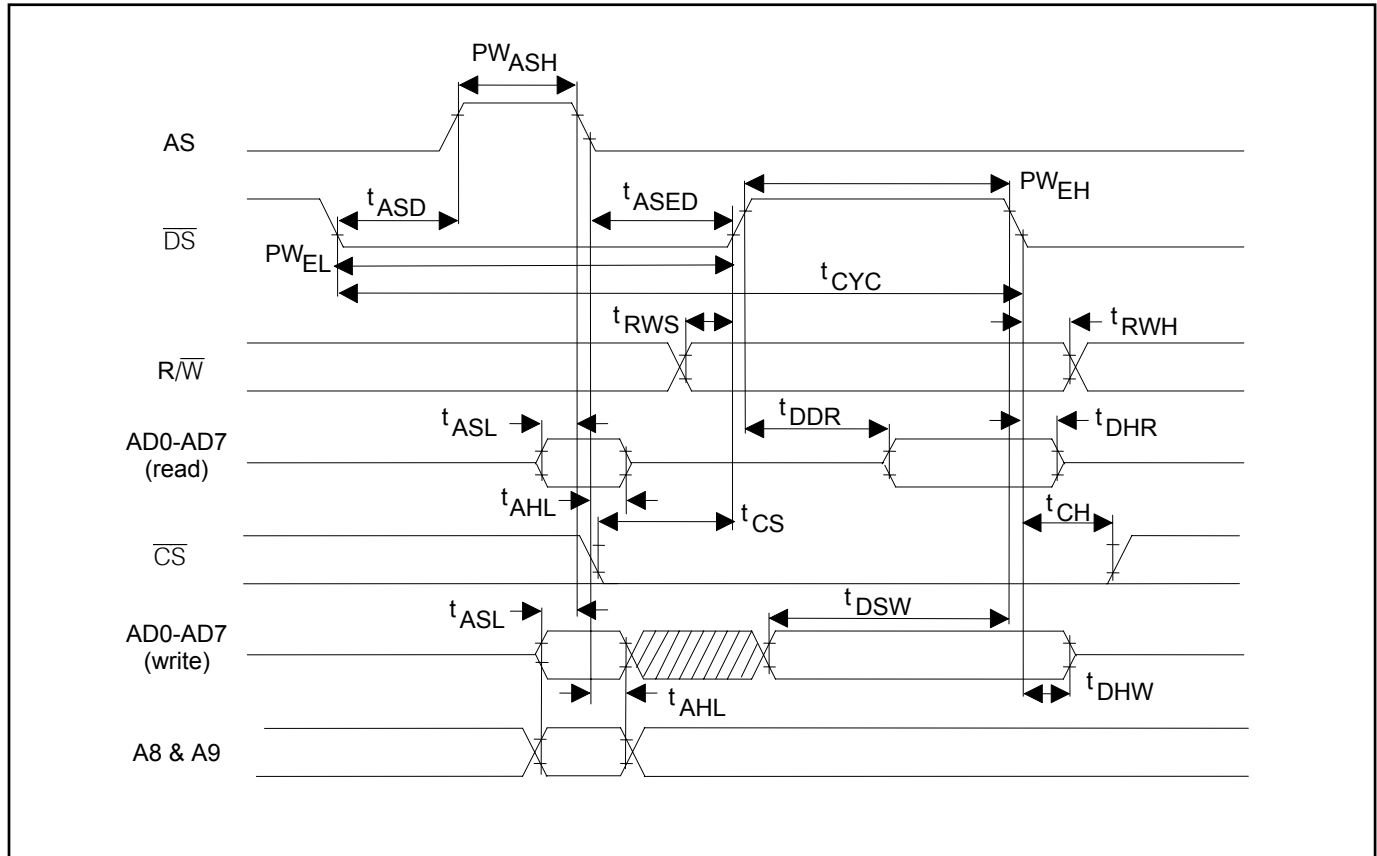 PWASH
AS
tASD
tASED
PWEH
DS
PWEL
tCYC
tRWS
tRWH
R/W
tASL
tDDR
tDHR
AD0-AD7
(read)
tAHL
tCS
tCH
CS
tASL
tDSW
AD0-AD7
(write)
tAHL
tDHW
A8 & A9